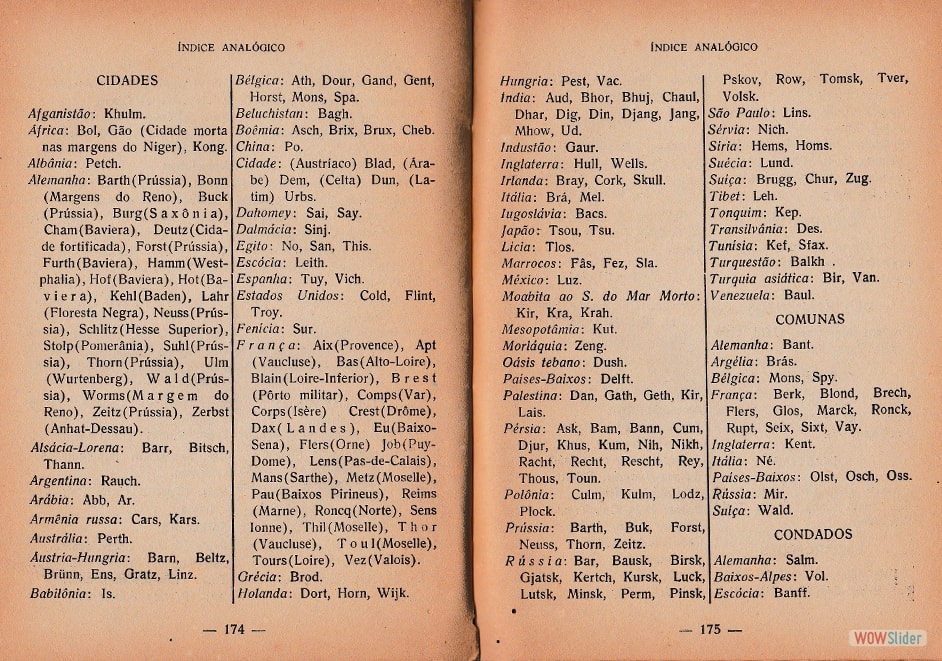 ÍNDICE ANALÓGICO
CIDADES
Afganistão: Khulm.
África: Bol, Gão (Cidade morta
nas margens do Niger), Kong.
Albânia: Petch.
Alemanha: Barth(Prússia), Bonn
(Margens do Reno), Buck
(Prússia), Burg(Saxônia),
Cham(Baviera), Deutz(Cida-
de fortificada), Forst(Prússia),
Furth(Baviera), Hamm(West-
phalia), Hof(Baviera), Hot(Ba-
viera), Kehl(Baden), Lahr
(Floresta Negra), Neuss(Prús-
sia), Schlitz(Hesse Superior),
Stolp(Pomerânia), Suhl(Prús-
sia), Thorn(Prússia), Ulm
(Wurtenberg), Wald(Prús-
sia), Worms(Margem do
Reno), Zeitz(Prússia), Zerbst
(Anhat-Dessau).
Alsácia-Lorena: Barr, Bitsch,
Thann.
Argentina: Rauch.
Arábia: Abb, Ar.
Armênia russa: Cars, Kars.
Austrália: Perth.
Áustria-Hungria: Barn, Beltz,
Brünn, Ens, Gratz, Linz.
Babilônia: Is.
Bélgica: Ath, Dour, Gand, Gent,
Horst, Mons, Spa.
Beluchistan: Bagh.
Boêmia: Asch, Brix, Brux, Cheb.
China: Po.
Cidade: (Austríaco) Blad, (Ára-
be) Dem, (Celta) Dun, (La-
tim) Urbs.
Dahomey: Sai, Say.
Dalmácia: Sinj.
Egito: No, San, This.
Escócia: Leith.
Espanha: Tuy, Vich.
Estados Unidos: Cold, Flint,
Troy.
Fenícia: Sur.
França: Aix(Provence), Apt
(Vaucluse), Bas(Alto-Loire),
Blain(Loire-Inferior), Brest
(Pôrto militar), Comps(Var),
Corps(Isère) Crest(Drôme),
Dax(Landes), Eu(Baixo-
Sena), Flers(Orne) Job(Puy-
Dome), Lens(Pas-de-Calais),
Mans(Sarthe), Metz(Moselle),
Pau(Baixos Pirineus), Reims
(Marne), Roncq(Norte), Sens
Ionne), Thil(Moselle), Thor
(Vaucluse), Toul(Moselle),
Tours(Loire), Vez(Valois).
Grécia: Brod.
Holanda: Dort, Horn, Wijk.
— 174 —
ÍNDICE ANALÓGICO
Hungria: Pest, Vac.
India: Aud, Bhor, Bhuj, Chaul,
Dhar, Dig, Din, Djang, Jang,
Mhow, Ud.
Industão: Gaur.
Inglaterra: Hull, Wells.
Irlanda: Bray, Cork, Skull.
Itália: Brá, Mel.
Iugoslávia: Bacs.
Japão: Tsou, Tsu.
Licia: Tlos.
Marrocos: Fâs, Fez, Sla.
México: Luz.
Moabita ao S. do Mar Morto:
Kir, Kra, Krah.
Mesopotâmia: Kut.
Morláquia: Zeng.
Oásis tebano: Dush.
Paises-Baixos: Delft.
Palestina: Dan, Gath, Geth, Kir,
Lais.
Pérsia: Ask, Bam, Bann, Cum,
Djur, Khus, Kum, Nih, Nikh,
Racht, Recht, Rescht, Rey,
Thous, Toun.
Polônia: Culm, Kulm, Lodz,
Plock.
Prússia: Barth, Buk, Forst,
Neuss, Thorn, Zeitz.
Rússia: Bar, Bausk, Birsk,
Gjatsk, Kertch, Kursk, Luck,
Lutsk, Minsk, Perm, Pinsk,
Pskov, Row, Tomsk, Tver,
Volsk.
São Paulo: Lins.
Sérvia: Nich.
Síria: Hems, Homs.
Suécia: Lund.
Suíça: Brugg, Chur, Zug.
Tibet: Leh.
Tonquim: Kep.
Transilvânia: Des.
Tunísia: Kef, Sfax.
Turquestão: Balkh .
Turquia asiática: Bir, Van.
Venezuela: Baul.
COMUNAS
Alemanha: Bant.
Argélia: Brás.
Bélgica: Mons, Spy.
França: Berk, Blond, Brech,
Flers, Glos, Marck, Ronck,
Rupt, Seix, Sixt, Vay.
Inglaterra: Kent.
Itália: Né.
Paises-Baixos: Olst, Osch, Oss.
Rússia: Mir.
Suíça: Wald.
CONDADOS
Alemanha: Salm.
Baixos-Alpes: Vol.
Escócia: Banff.
— 175 —
WOWSlider